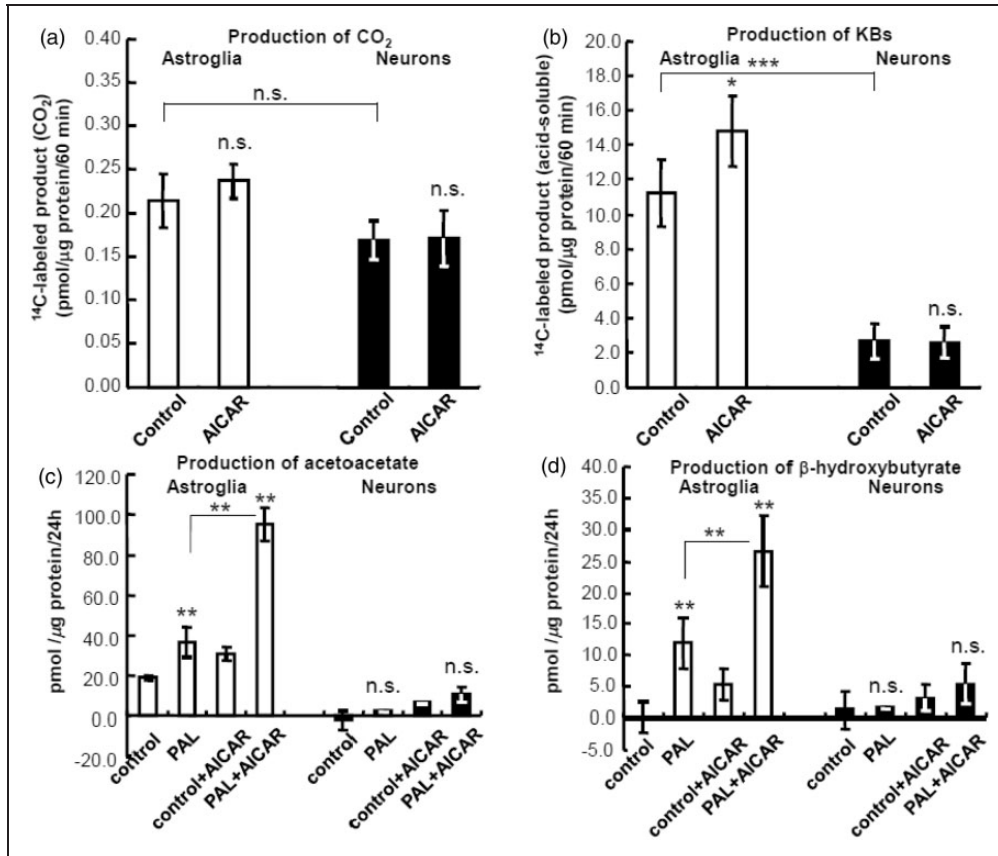 (a)
Production of CO₂
Astroglia
Neurons
¹⁴C-labeled product (CO₂)
(pmol/μg protein/60 min)
0.40
0.35
0.30
0.25
0.20
0.15
0.10
0.05
0.00
n.s.
n.s.
n.s.
Control
AICAR
Control
AICAR
(b)
Production of KBs
Astroglia
Neurons
¹⁴C-labeled product (acid-soluble)
(pmol/μg protein/60 min)
20.0
18.0
16.0
14.0
12.0
10.0
8.0
6.0
4.0
2.0
0.0
***
*
n.s.
Control
AICAR
Control
AICAR
(c)
Production of acetoacetate
Astroglia
Neurons
pmol /μg protein/24h
100.0
80.0
60.0
40.0
20.0
0.0
-20.0
**
**
**
n.s.
n.s.
control
PAL
control+AICAR
PAL+AICAR
control
PAL
control+AICAR
PAL+AICAR
(d)
Production of β-hydroxybutyrate
Astroglia
Neurons
pmol /μg protein/24h
40.0
35.0
30.0
25.0
20.0
15.0
10.0
5.0
0.0
-5.0
**
**
**
n.s.
n.s.
control
PAL
control+AICAR
PAL+AICAR
control
PAL
control+AICAR
PAL+AICAR